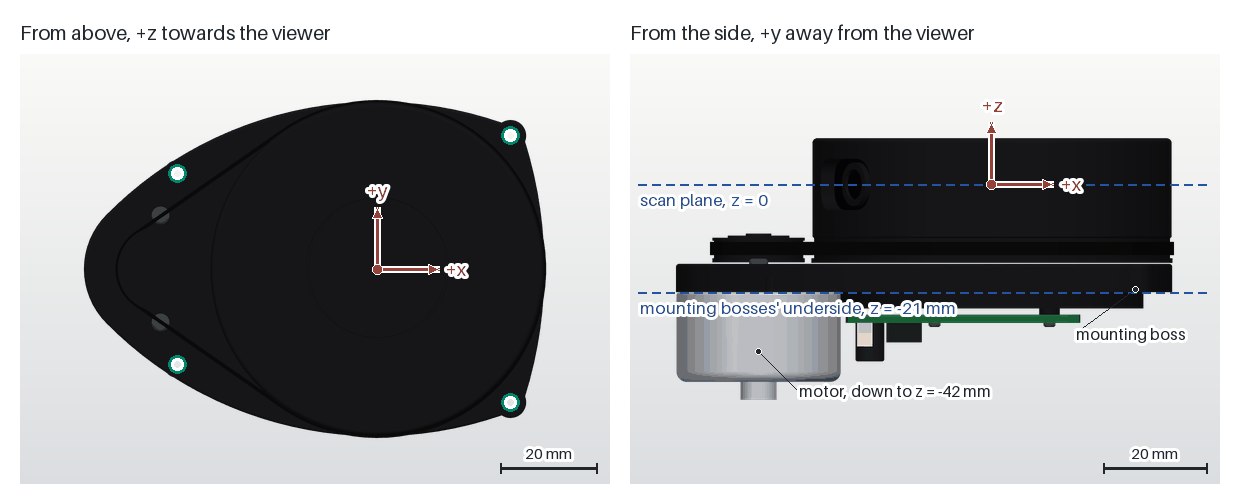 From above, +z towards the viewer
From the side, +y away from the viewer
+y
+x
20 mm
+z
+x
scan plane, z = 0
mounting bosses' underside, z = -21 mm
mounting boss
motor, down to z = -42 mm
20 mm